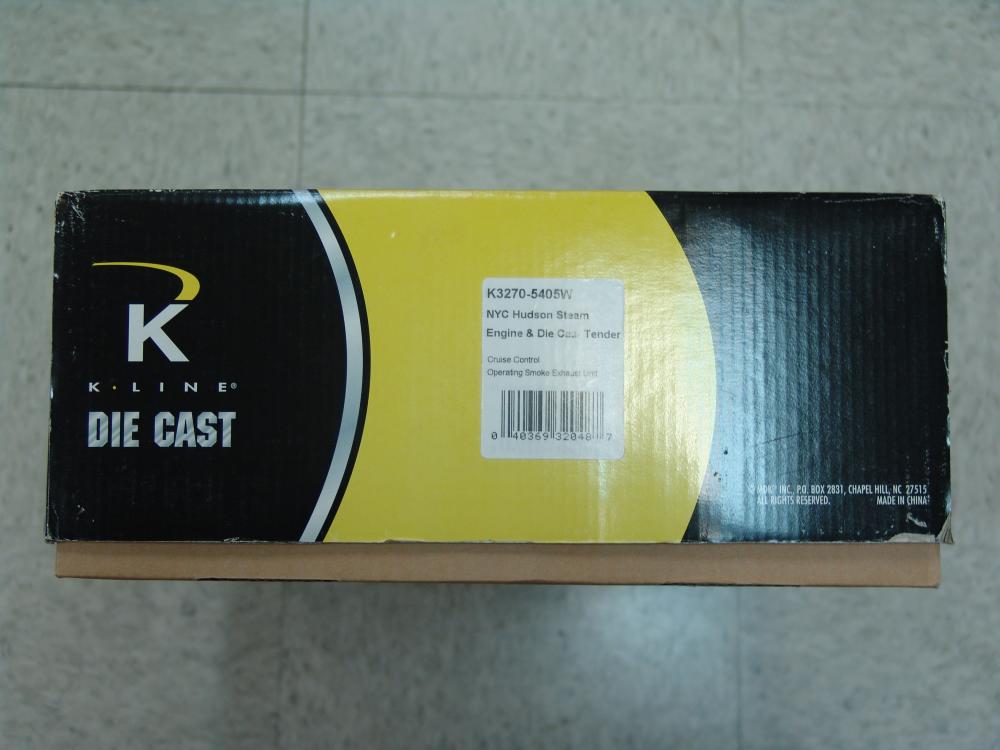 K
K·LINE®
DIE CAST
K3270-5405W
NYC Hudson Steam
Engine & Die Cas Tender
Cruise Control
Operating Smoke Exhaust Unit
0 40369 32048 7
© MDK® INC., P.O. BOX 2831, CHAPEL HILL, NC 27515
ALL RIGHTS RESERVED. MADE IN CHINA